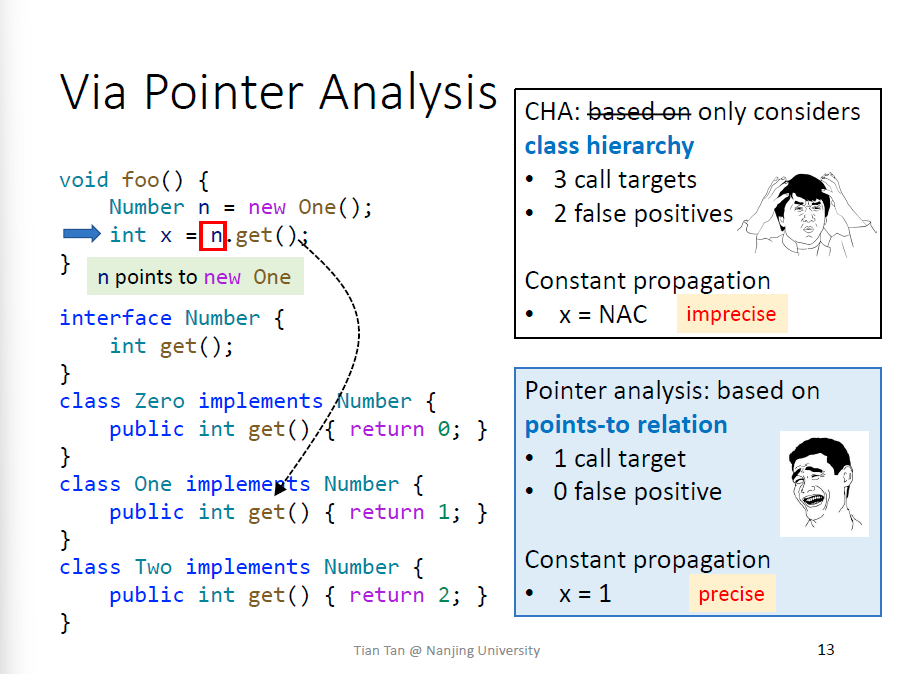 Via Pointer Analysis
void foo() {
    Number n = new One();
    int x = n.get();
}
n points to new One
interface Number {
    int get();
}
class Zero implements Number {
    public int get() { return 0; }
}
class One implements Number {
    public int get() { return 1; }
}
class Two implements Number {
    public int get() { return 2; }
}
CHA: based on only considers
class hierarchy
• 3 call targets
• 2 false positives
Constant propagation
• x = NAC imprecise
Pointer analysis: based on
points-to relation
• 1 call target
• 0 false positive
Constant propagation
• x = 1 precise
Tian Tan @ Nanjing University
13